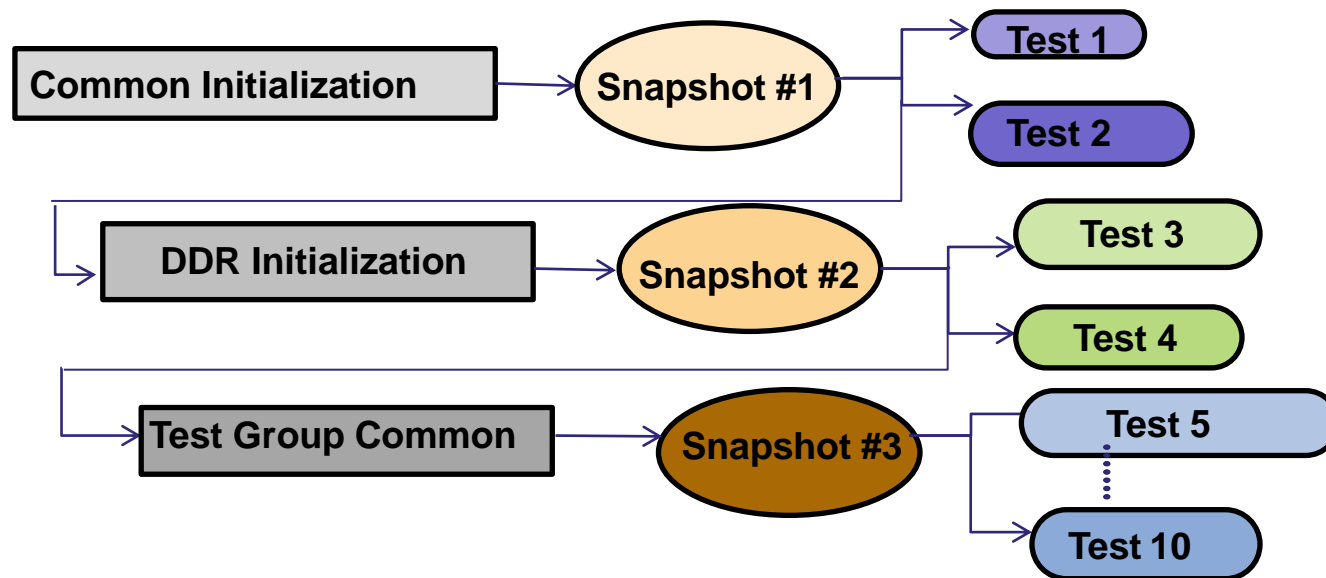 Common Initialization
Snapshot #1
Test 1
Test 2
DDR Initialization
Snapshot #2
Test 3
Test 4
Test Group Common
Snapshot #3
Test 5
Test 10